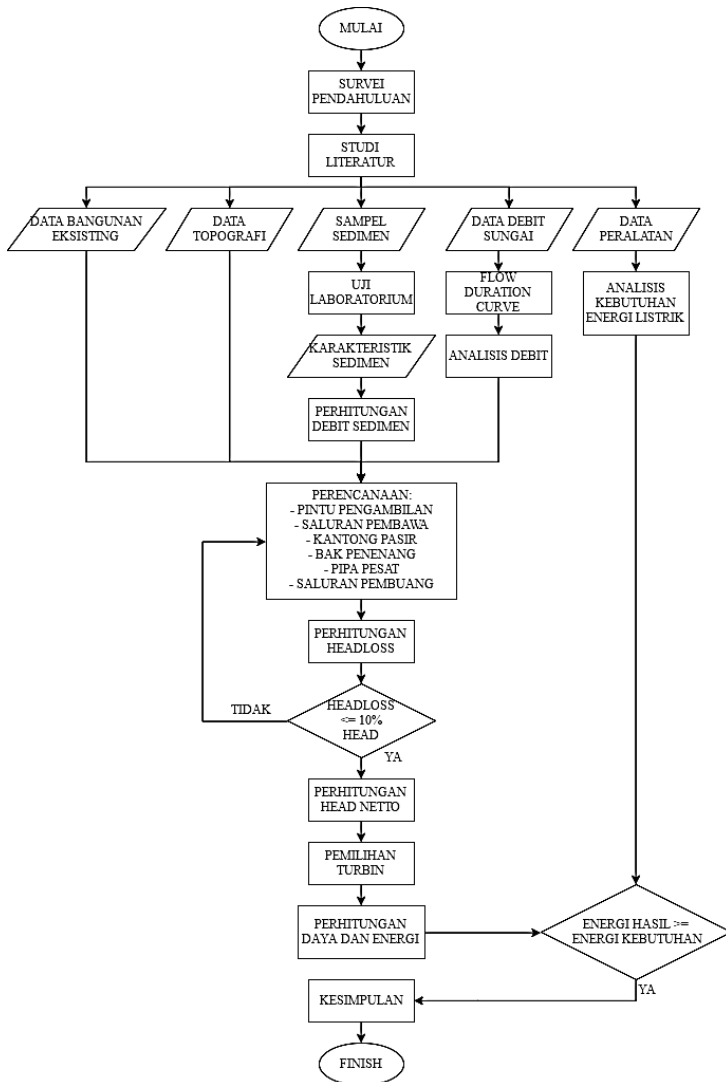 MULAI
SURVEI
PENDAHULUAN
STUDI
LITERATUR
DATA BANGUNAN
EKSISTING
DATA
TOPOGRAFI
SAMPEL
SEDIMEN
DATA DEBIT
SUNGAI
DATA
PERALATAN
UJI
LABORATORIUM
FLOW
DURATION
CURVE
ANALISIS
KEBUTUHAN
ENERGI LISTRIK
KARAKTERISTIK
SEDIMEN
ANALISIS DEBIT
PERHITUNGAN
DEBIT SEDIMEN
PERENCANAAN:
- PINTU PENGAMBILAN
- SALURAN PEMBAWA
- KANTONG PASIR
- BAK PENENANG
- PIPA PESAT
- SALURAN PEMBUANG
PERHITUNGAN
HEADLOSS
TIDAK
HEADLOSS
<= 10%
HEAD
YA
PERHITUNGAN
HEAD NETTO
PEMILIHAN
TURBIN
PERHITUNGAN
DAYA DAN ENERGI
ENERGI HASIL >=
ENERGI KEBUTUHAN
YA
KESIMPULAN
FINISH